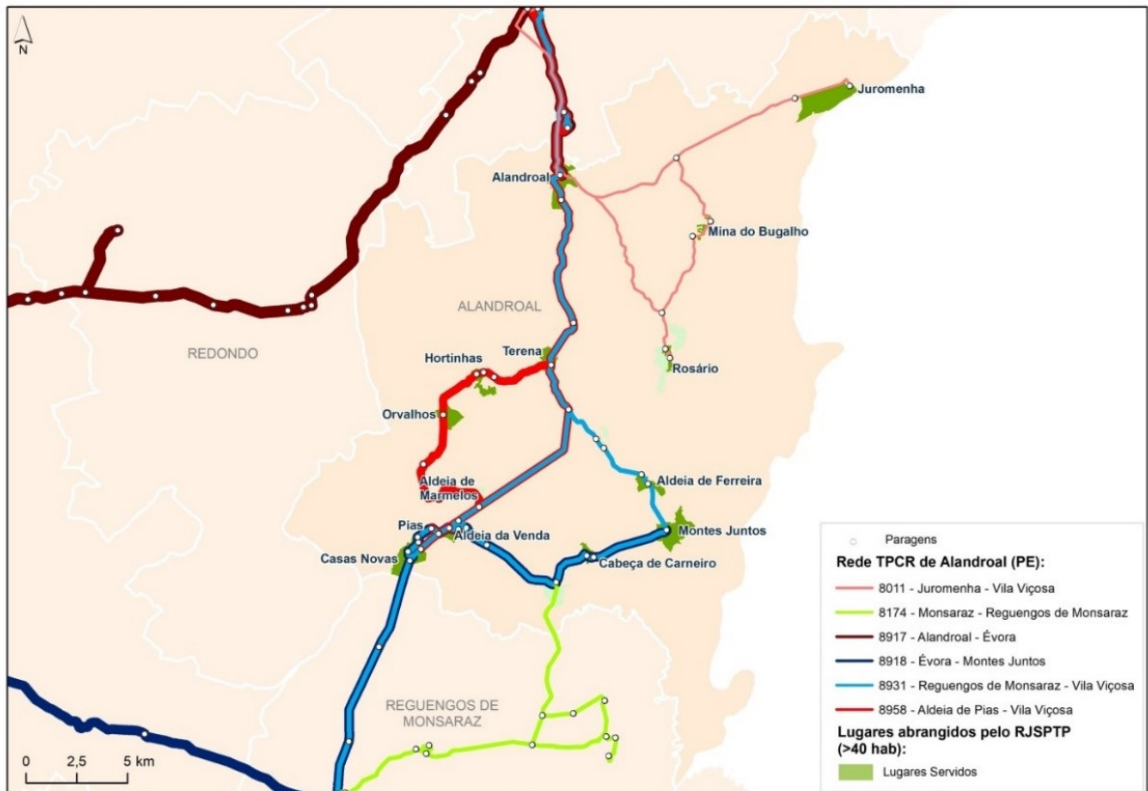 N
Juromenha
Alandroal
Mina do Bugalho
ALANDROAL
REDONDO
Terena
Hortinhas
Rosário
Orvalhos
Aldeia de
Marmelos
Aldeia de Ferreira
Pias
Aldeia da Venda
Montes Juntos
Casas Novas
Cabeça de Carneiro
REGUENGOS DE
MONSARAZ
0 2,5 5 km
Paragens
Rede TPCR de Alandroal (PE):
8011 - Juromenha - Vila Viçosa
8174 - Monsaraz - Reguengos de Monsaraz
8917 - Alandroal - Évora
8918 - Évora - Montes Juntos
8931 - Reguengos de Monsaraz - Vila Viçosa
8958 - Aldeia de Pias - Vila Viçosa
Lugares abrangidos pelo RJSPTP
(>40 hab):
Lugares Servidos